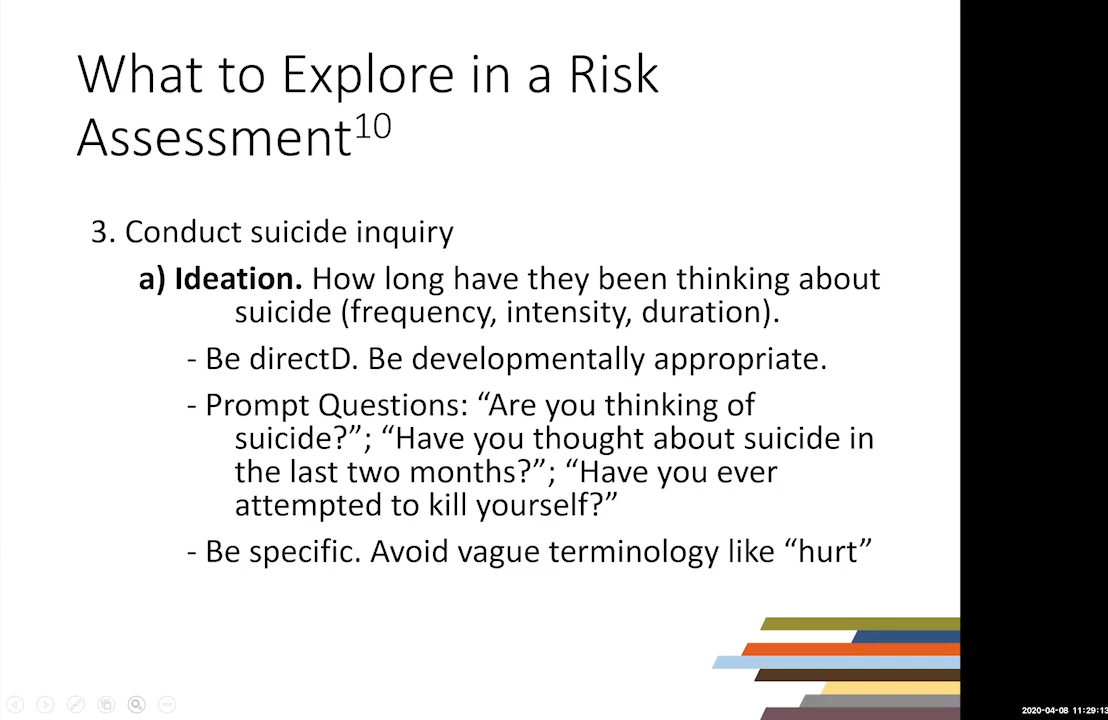 What to Explore in a Risk
Assessment10
3. Conduct suicide inquiry
a) Ideation. How long have they been thinking about
suicide (frequency, intensity, duration).
- Be directD. Be developmentally appropriate.
- Prompt Questions: “Are you thinking of
suicide?”; “Have you thought about suicide in
the last two months?”; “Have you ever
attempted to kill yourself?”
- Be specific. Avoid vague terminology like “hurt”
2020-04-08 11:29:13